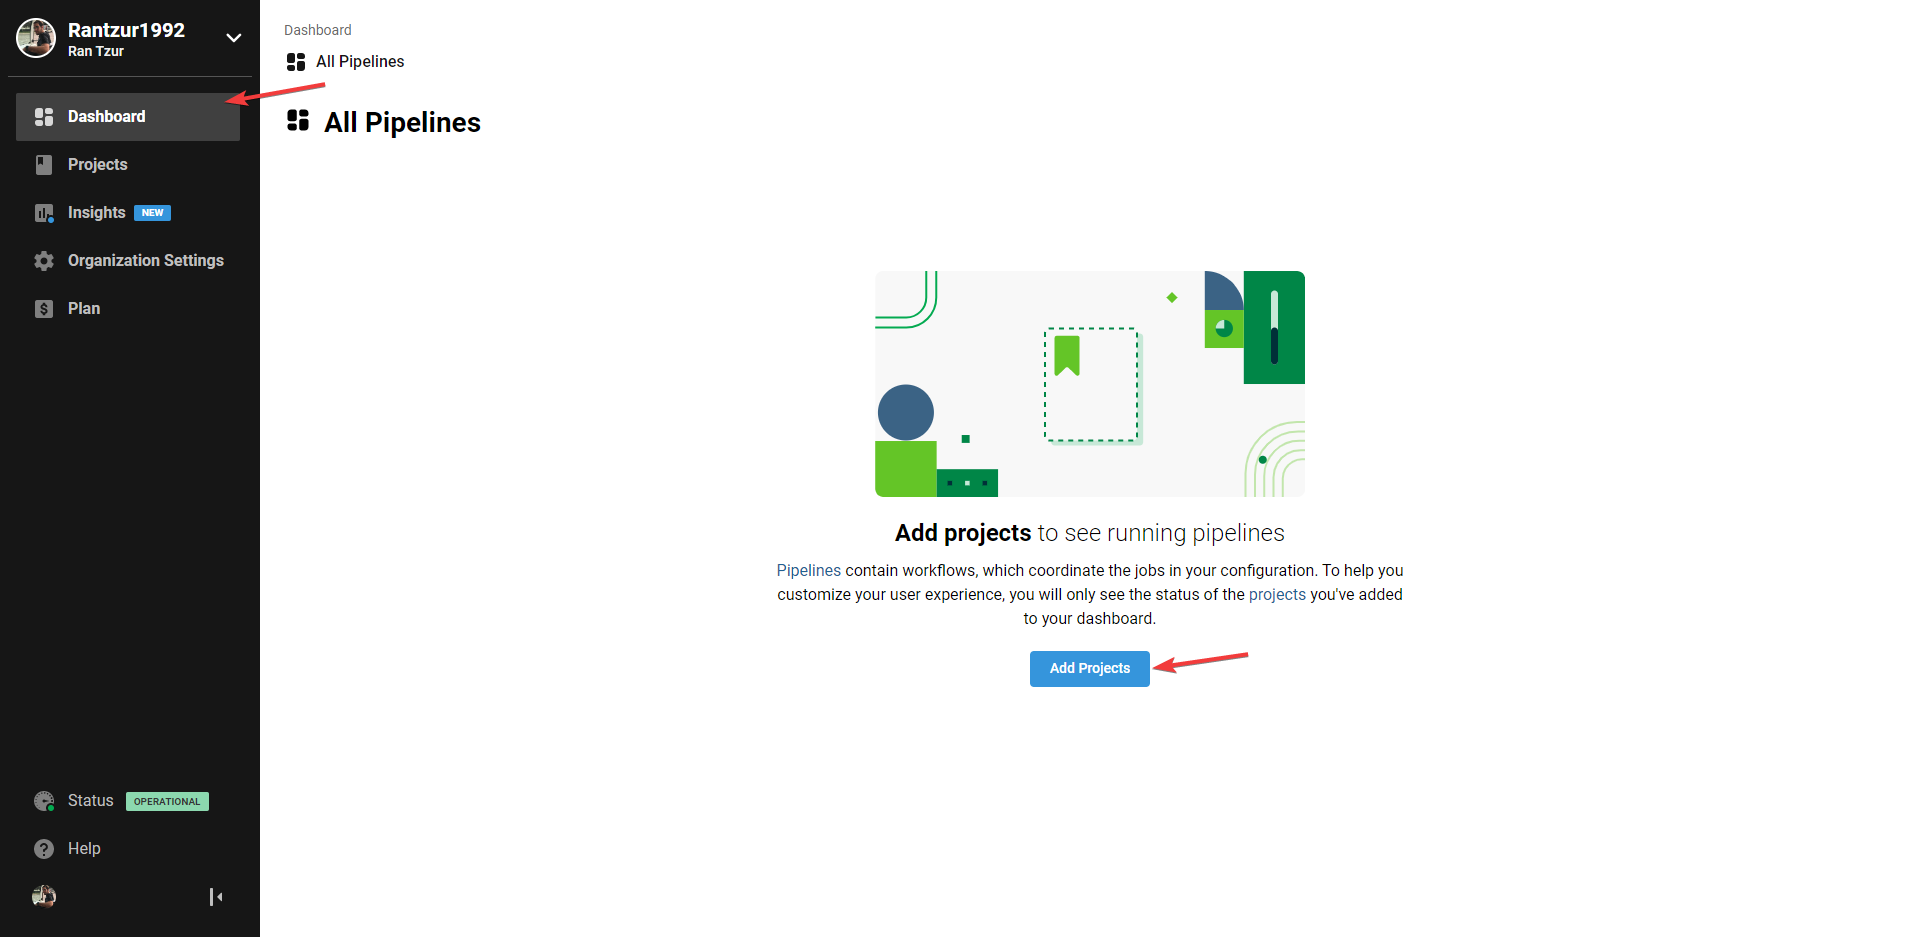 Rantzur1992
Ran Tzur
Dashboard
Projects
Insights NEW
Organization Settings
Plan
Status OPERATIONAL
Help
Dashboard
All Pipelines
All Pipelines
Add projects to see running pipelines
Pipelines contain workflows, which coordinate the jobs in your configuration. To help you
customize your user experience, you will only see the status of the projects you've added
to your dashboard.
Add Projects